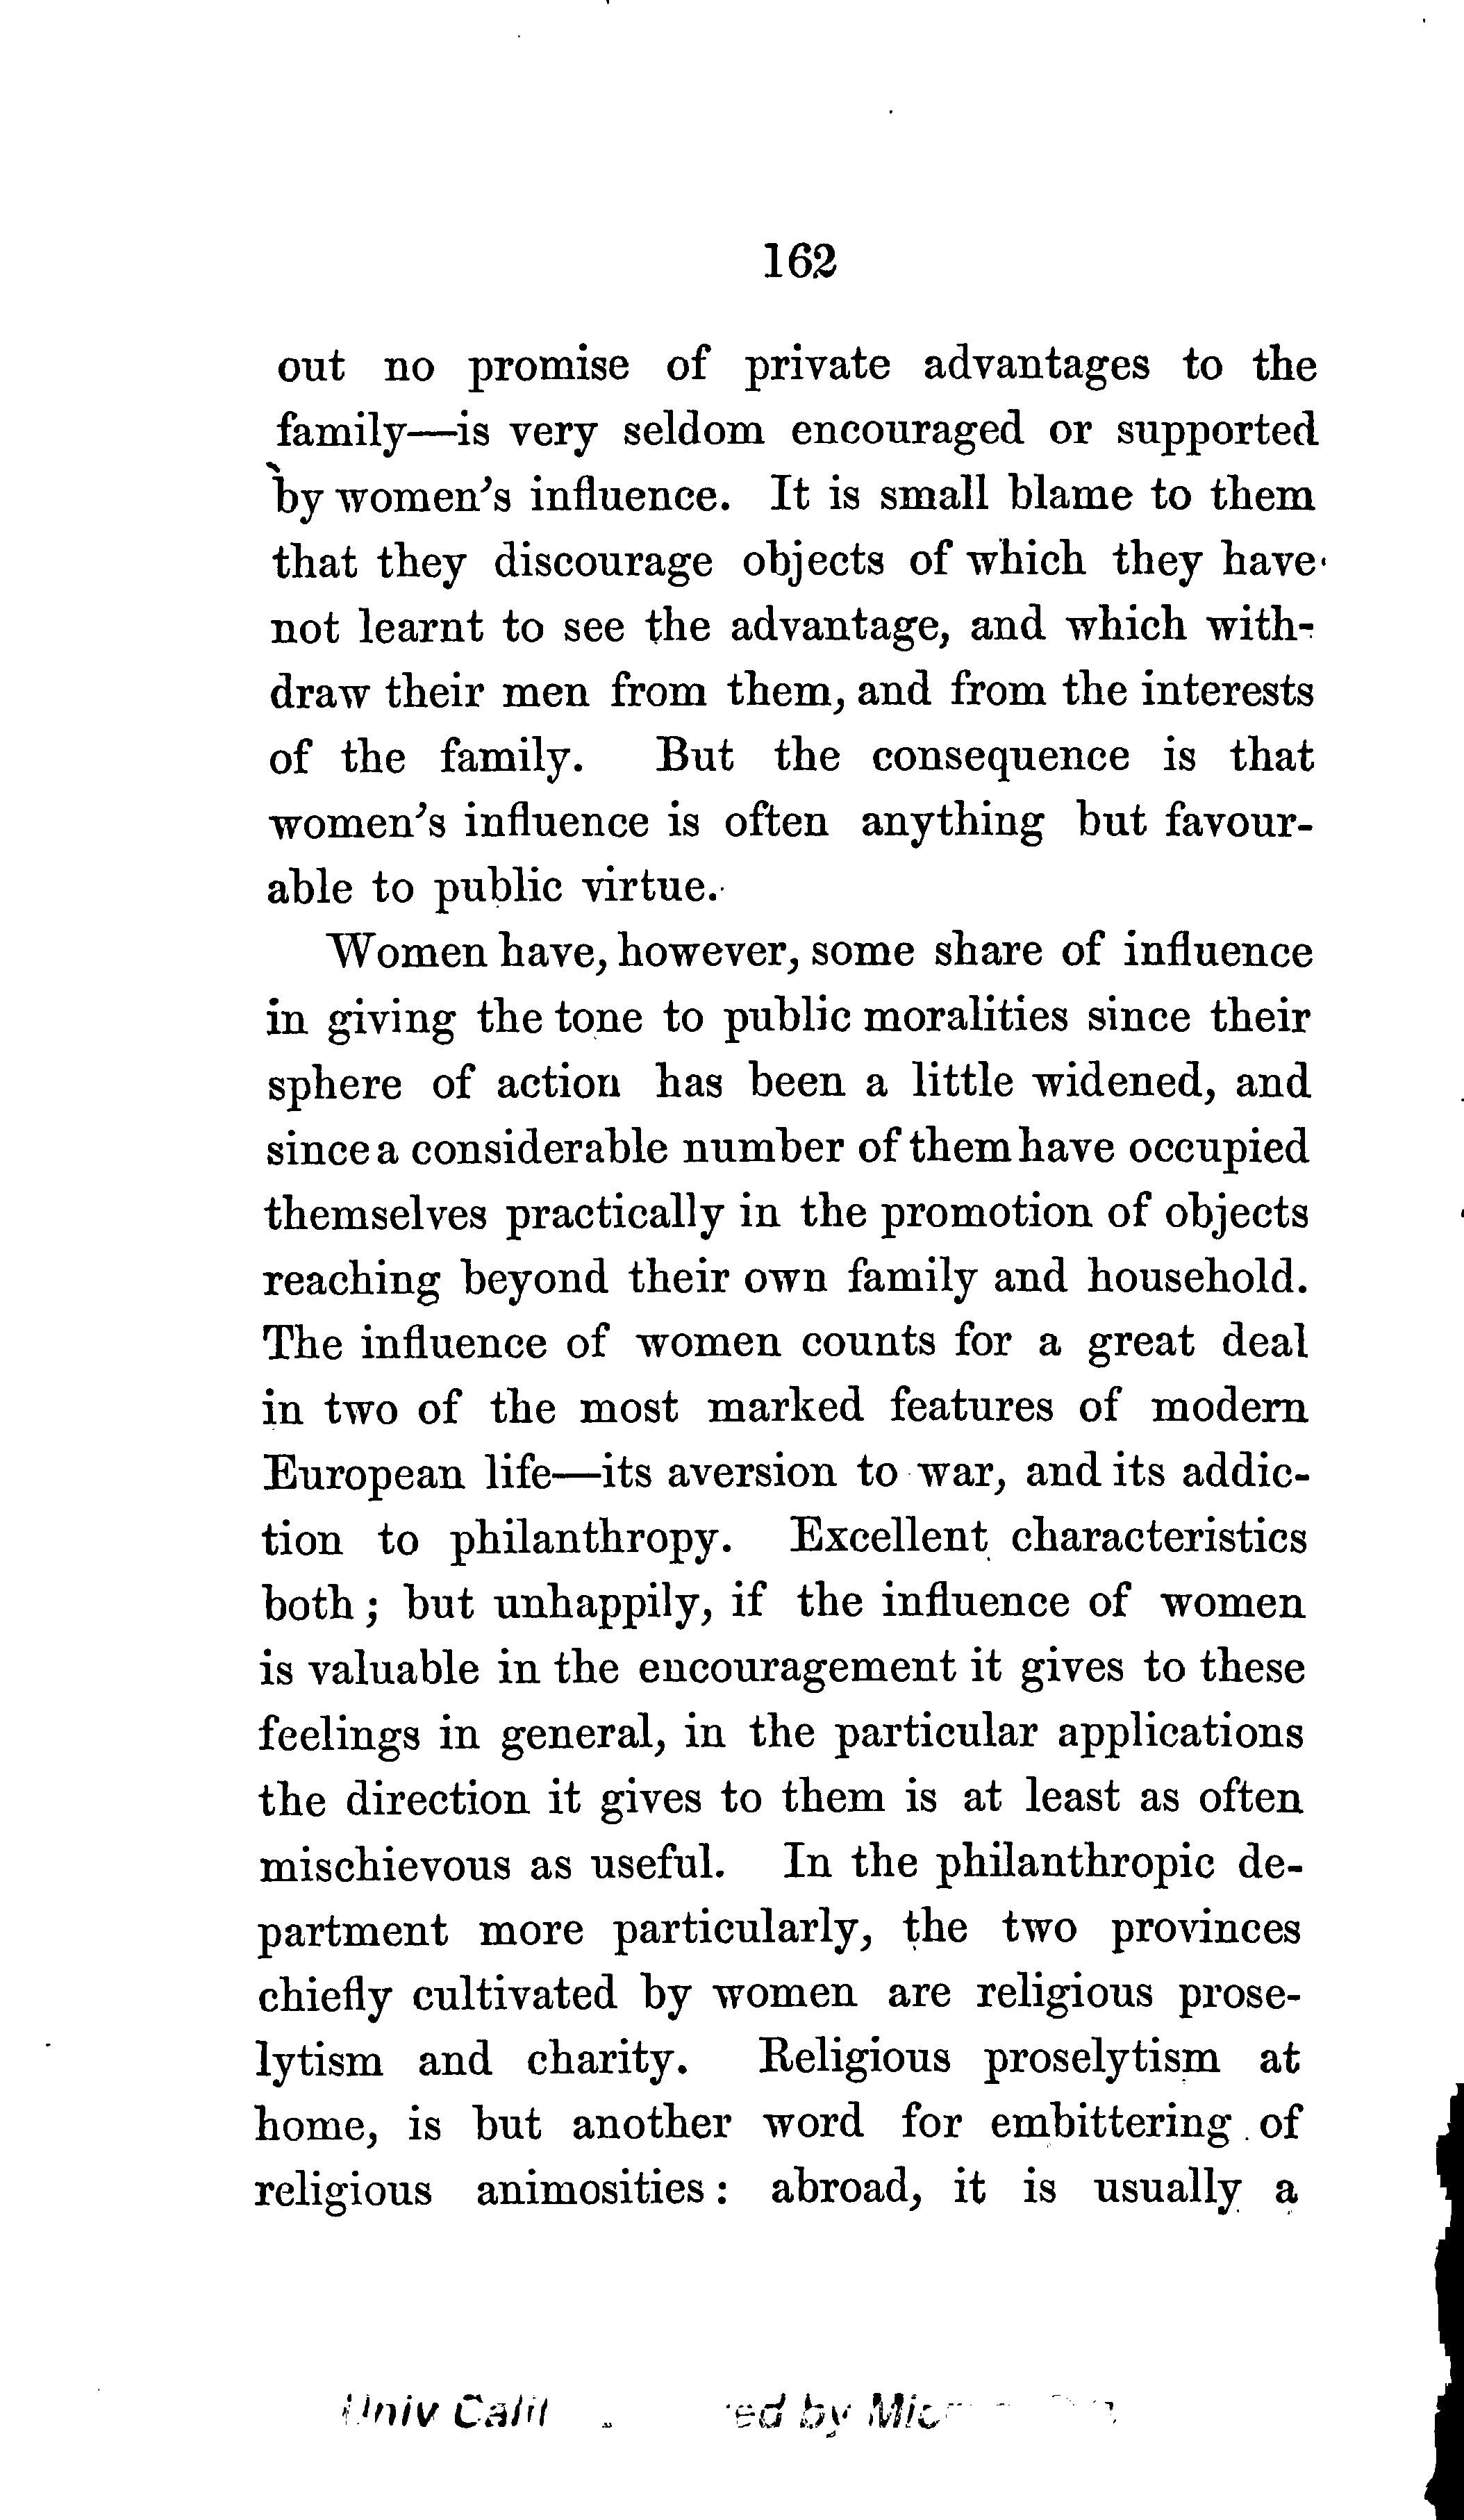 162
out no promise of private advantages to the
family—is very seldom encouraged or supported
by women's influence. It is small blame to them
that they discourage objects of which they have
not learnt to see the advantage, and which with-
draw their men from them, and from the interests
of the family. But the consequence is that
women's influence is often anything but favour-
able to public virtue.
Women have, however, some share of influence
in giving the tone to public moralities since their
sphere of action has been a little widened, and
since a considerable number of them have occupied
themselves practically in the promotion of objects
reaching beyond their own family and household.
The influence of women counts for a great deal
in two of the most marked features of modern
European life—its aversion to war, and its addic-
tion to philanthropy. Excellent characteristics
both; but unhappily, if the influence of women
is valuable in the encouragement it gives to these
feelings in general, in the particular applications
the direction it gives to them is at least as often
mischievous as useful. In the philanthropic de-
partment more particularly, the two provinces
chiefly cultivated by women are religious prose-
lytism and charity. Religious proselytism at
home, is but another word for embittering of
religious animosities: abroad, it is usually a
Univ Calif ed by Mic